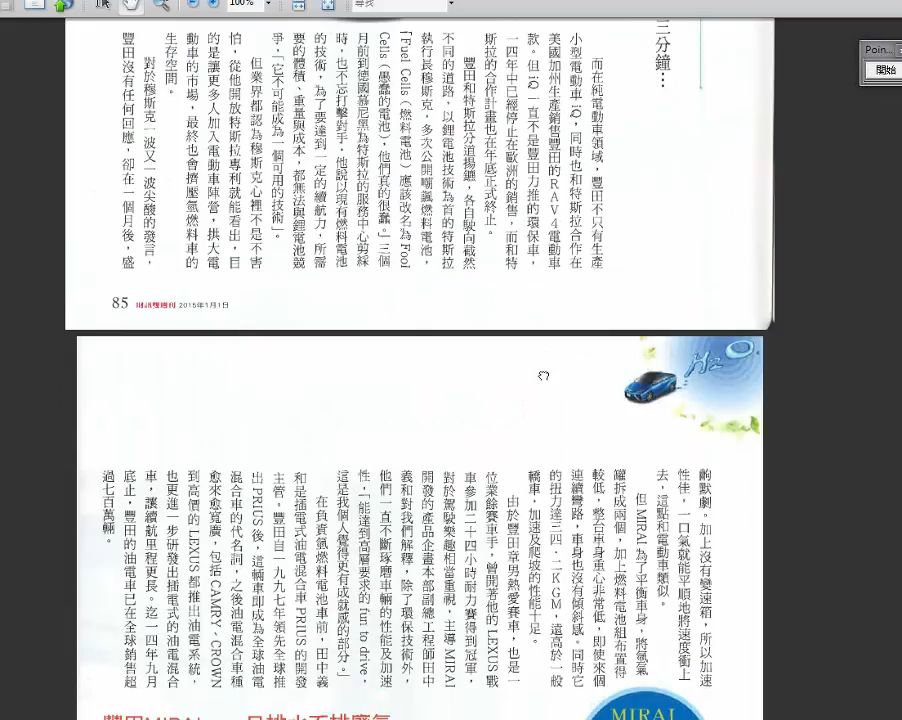 100%
尋找
Poin...
開始
三分鐘…
而在純電動車領域,豐田不只有生產
小型電動車iQ,同時也和特斯拉合作在
美國加州生產銷售豐田的RAV4電動車
款。但iQ一直不是豐田力推的環保車,
一四年中已經停止在歐洲的銷售,而和特
斯拉的合作計畫也在年底正式終止。
豐田和特斯拉分道揚鑣,各自駛向截然
不同的道路,以鋰電池技術為首的特斯拉
執行長穆斯克,多次公開嘲諷燃料電池,
「Fuel Cells(燃料電池)應該改名為Fool
Cells(愚蠢的電池),他們真的很蠢。」三個
月前到德國慕尼黑為特斯拉的服務中心剪綵
時,也不忘打擊對手,他說以現有燃料電池
的技術,為了要達到一定的續航力,所需
要的體積、重量與成本,都無法與鋰電池競
爭,「它不可能成為一個可用的技術」。
但業界都認為穆斯克心裡不是不害
怕,從他開放特斯拉專利就能看出,目
的是讓更多人加入電動車陣營,拱大電
動車的市場,最終也會擠壓氫燃料車的
生存空間。
對於穆斯克一波又一波尖酸的發言,
豐田沒有任何回應,卻在一個月後,盛
85 財訊雙週刊 2015年1月1日
H2O
齣默劇。加上沒有變速箱,所以加速
性佳,一口氣就能平順地將速度衝上
去,這點和電動車類似。
但MIRAI為了平衡車身,將氫氣
罐拆成兩個,加上燃料電池組布置得
較低,整台車身重心非常低,即使來個
連續彎路,車身也沒有傾斜感。同時它
的扭力達三四.二KGM,遠高於一般
轎車,加速及爬坡的性能十足。
由於豐田章男熱愛賽車,也是一
位業餘賽車手,曾開著他的LEXUS戰
車參加二十四小時耐力賽得到冠軍,
對於駕駛樂趣相當重視,主導MIRAI
開發的產品企畫本部副總工程師田中
義和對我們解釋,除了環保技術外,
他們一直不斷琢磨車輛的性能及加速
性,「能達到高層要求的fun to drive,
這是我個人覺得更有成就感的部分。」
在負責氫燃料電池車前,田中義
和是插電式油電混合車PRIUS的開發
主管,豐田自一九九七年領先全球推
出PRIUS後,這輛車即成為全球油電
混合車的代名詞,之後油電混合車種
愈來愈寬廣,包括CAMRY、CROWN
到高價的LEXUS都推出油電系統,
也更進一步研發出插電式的油電混合
車,讓續航里程更長。迄一四年九月
底止,豐田的油電車已在全球銷售超
過七百萬輛。
MIRAI